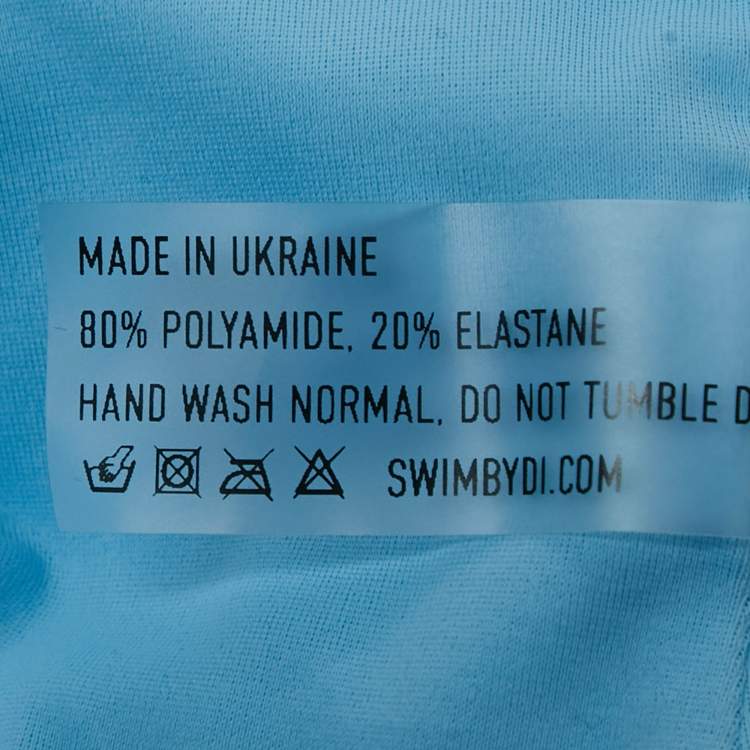 MADE IN UKRAINE
80% POLYAMIDE, 20% ELASTANE
HAND WASH NORMAL, DO NOT TUMBLE D
SWIMBYDI.COM